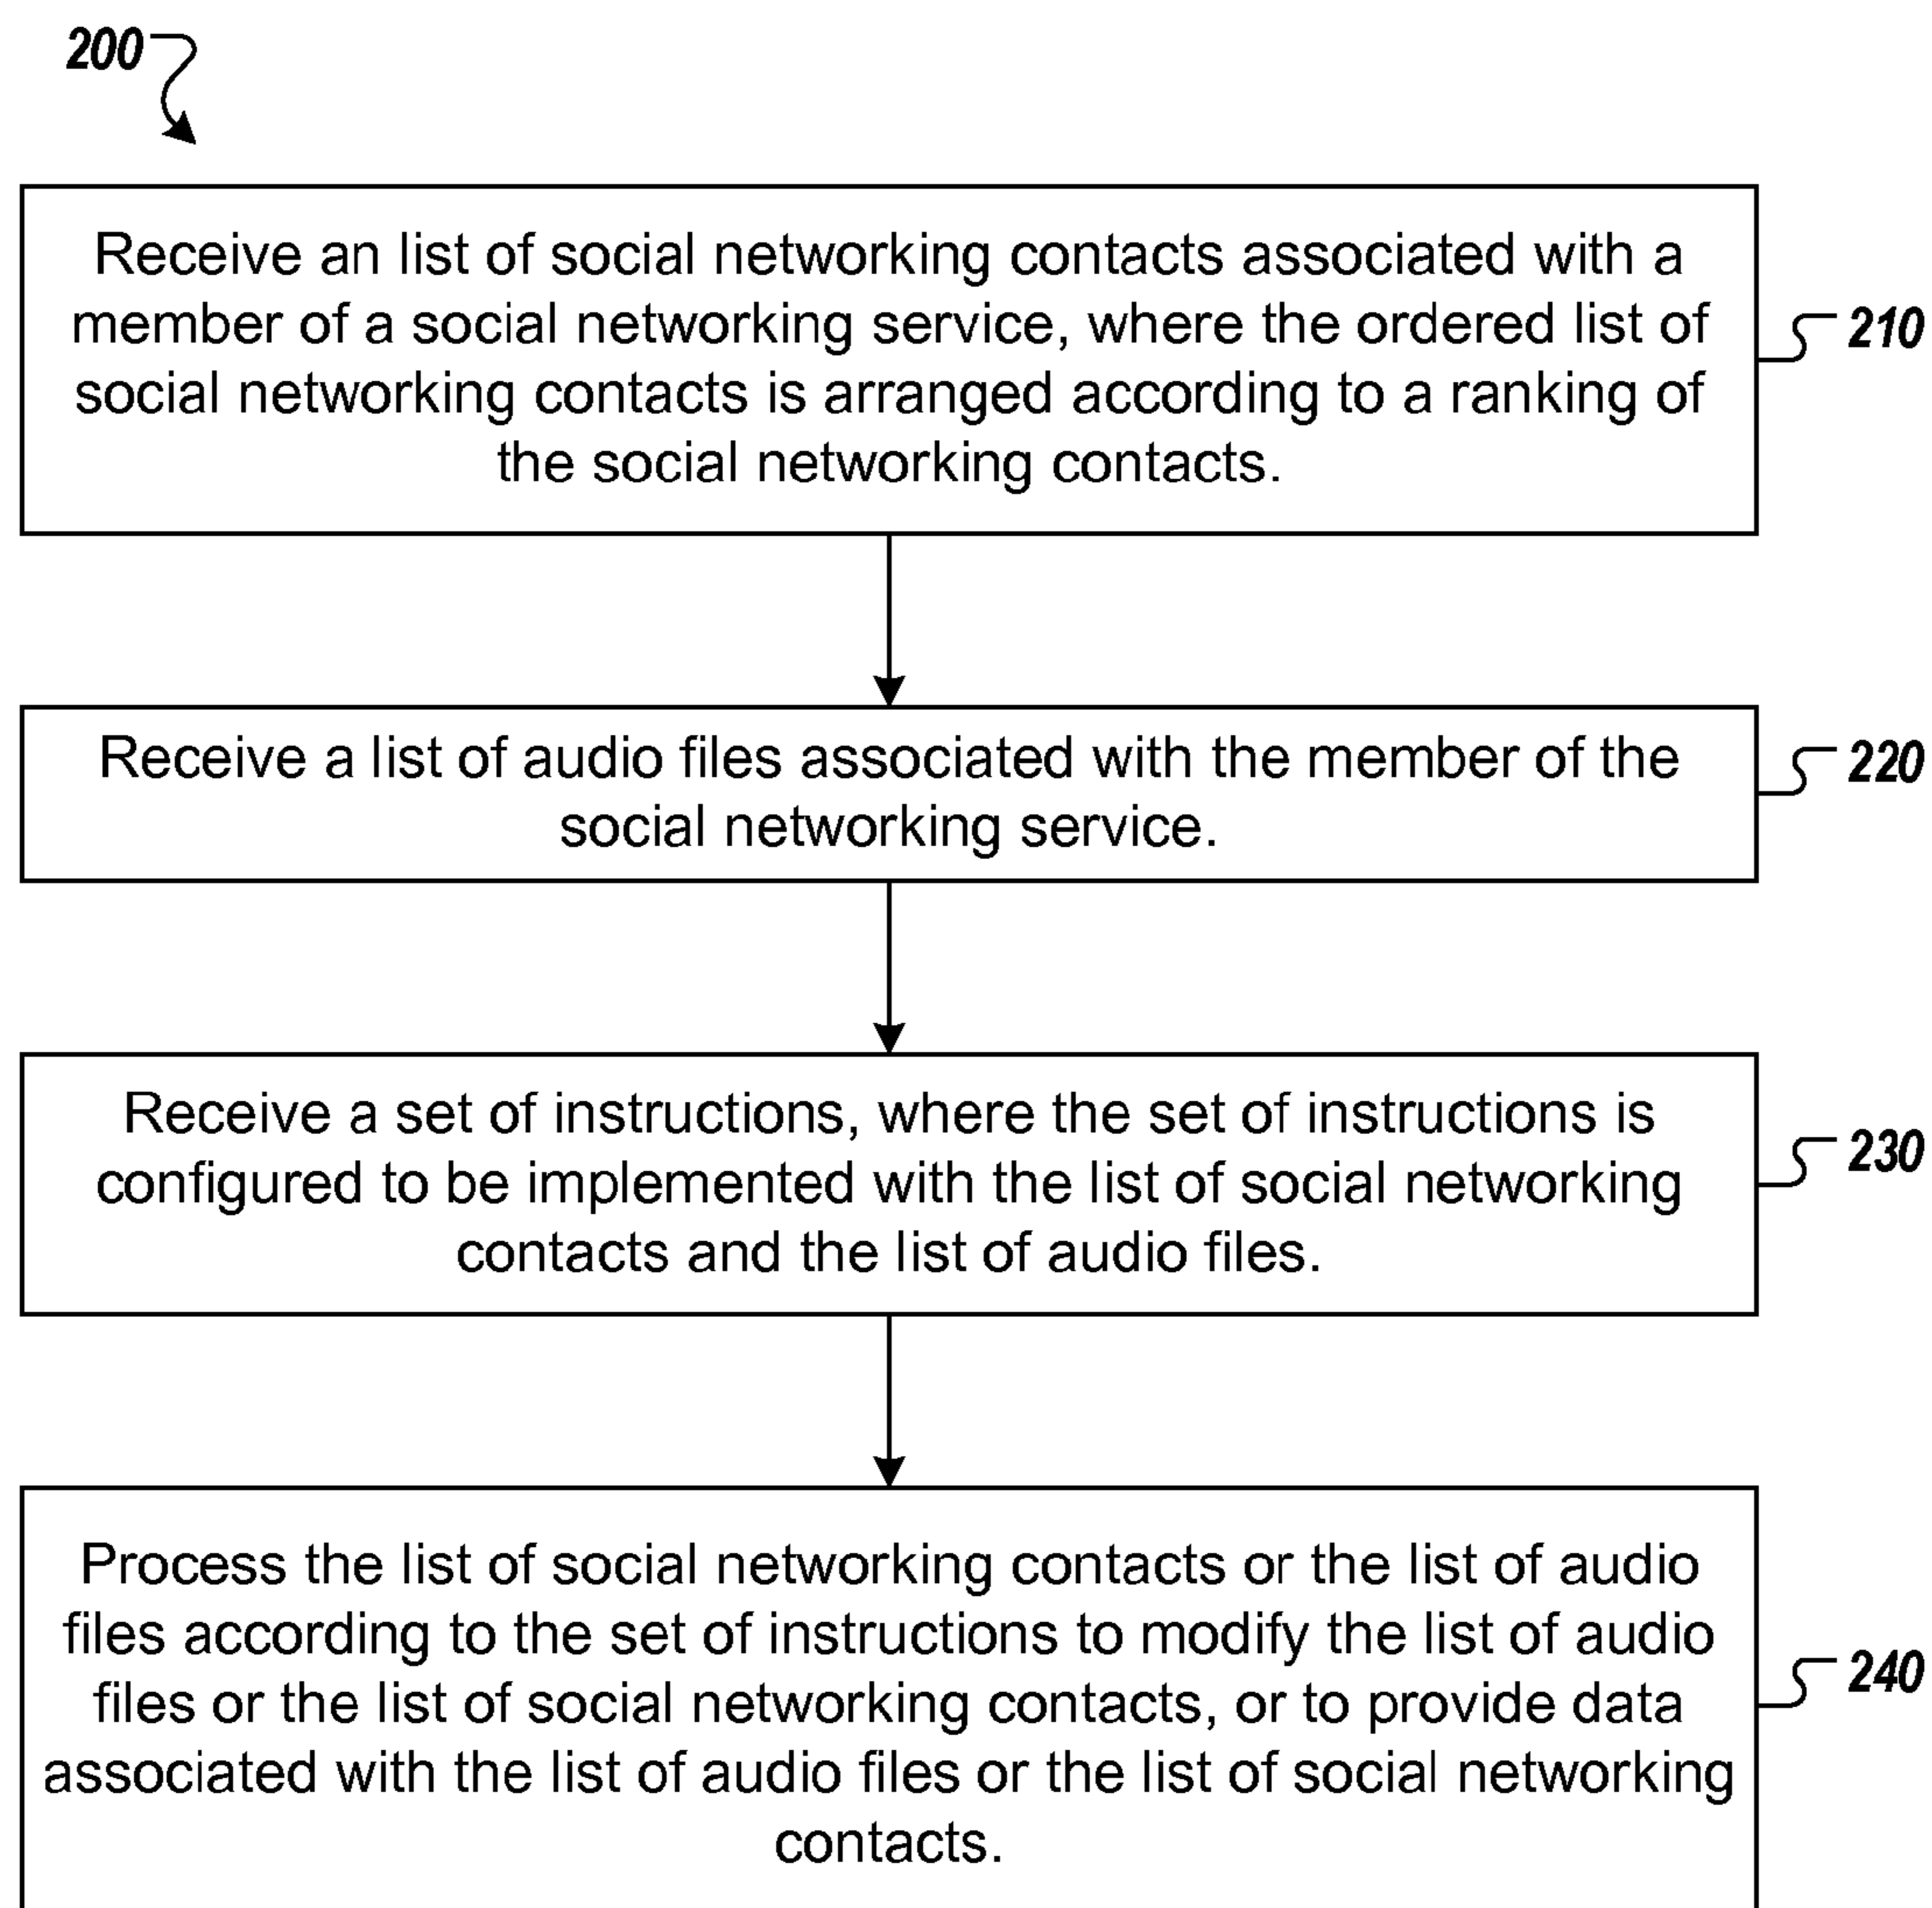 200
Receive an list of social networking contacts associated with a
member of a social networking service, where the ordered list of
social networking contacts is arranged according to a ranking of
the social networking contacts.
210
Receive a list of audio files associated with the member of the
social networking service.
220
Receive a set of instructions, where the set of instructions is
configured to be implemented with the list of social networking
contacts and the list of audio files.
230
Process the list of social networking contacts or the list of audio
files according to the set of instructions to modify the list of audio
files or the list of social networking contacts, or to provide data
associated with the list of audio files or the list of social networking
contacts.
240